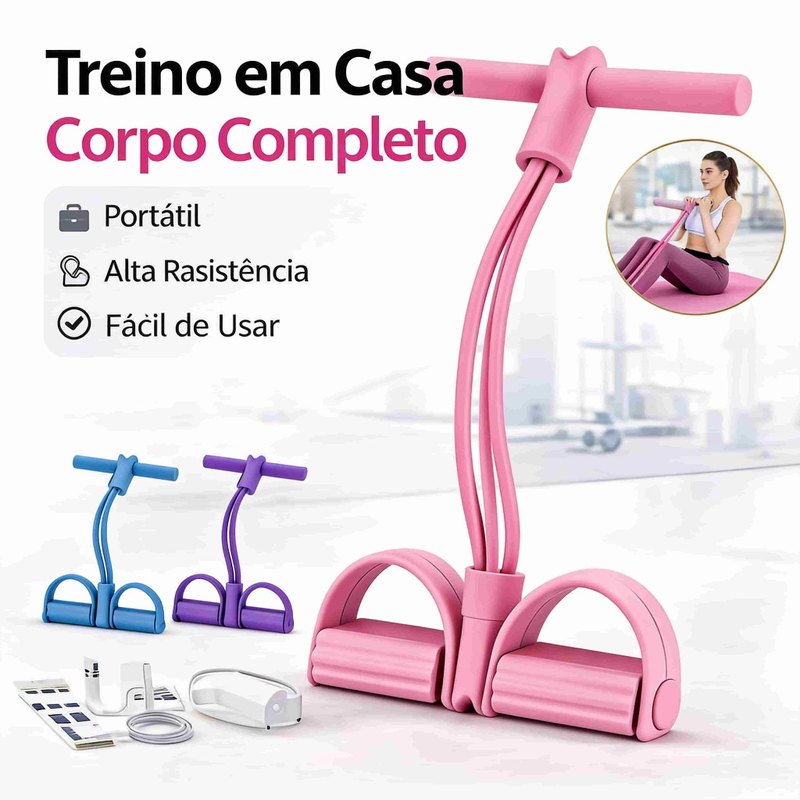 Treino em Casa
Corpo Completo
Portátil
Alta Rasistência
Fácil de Usar